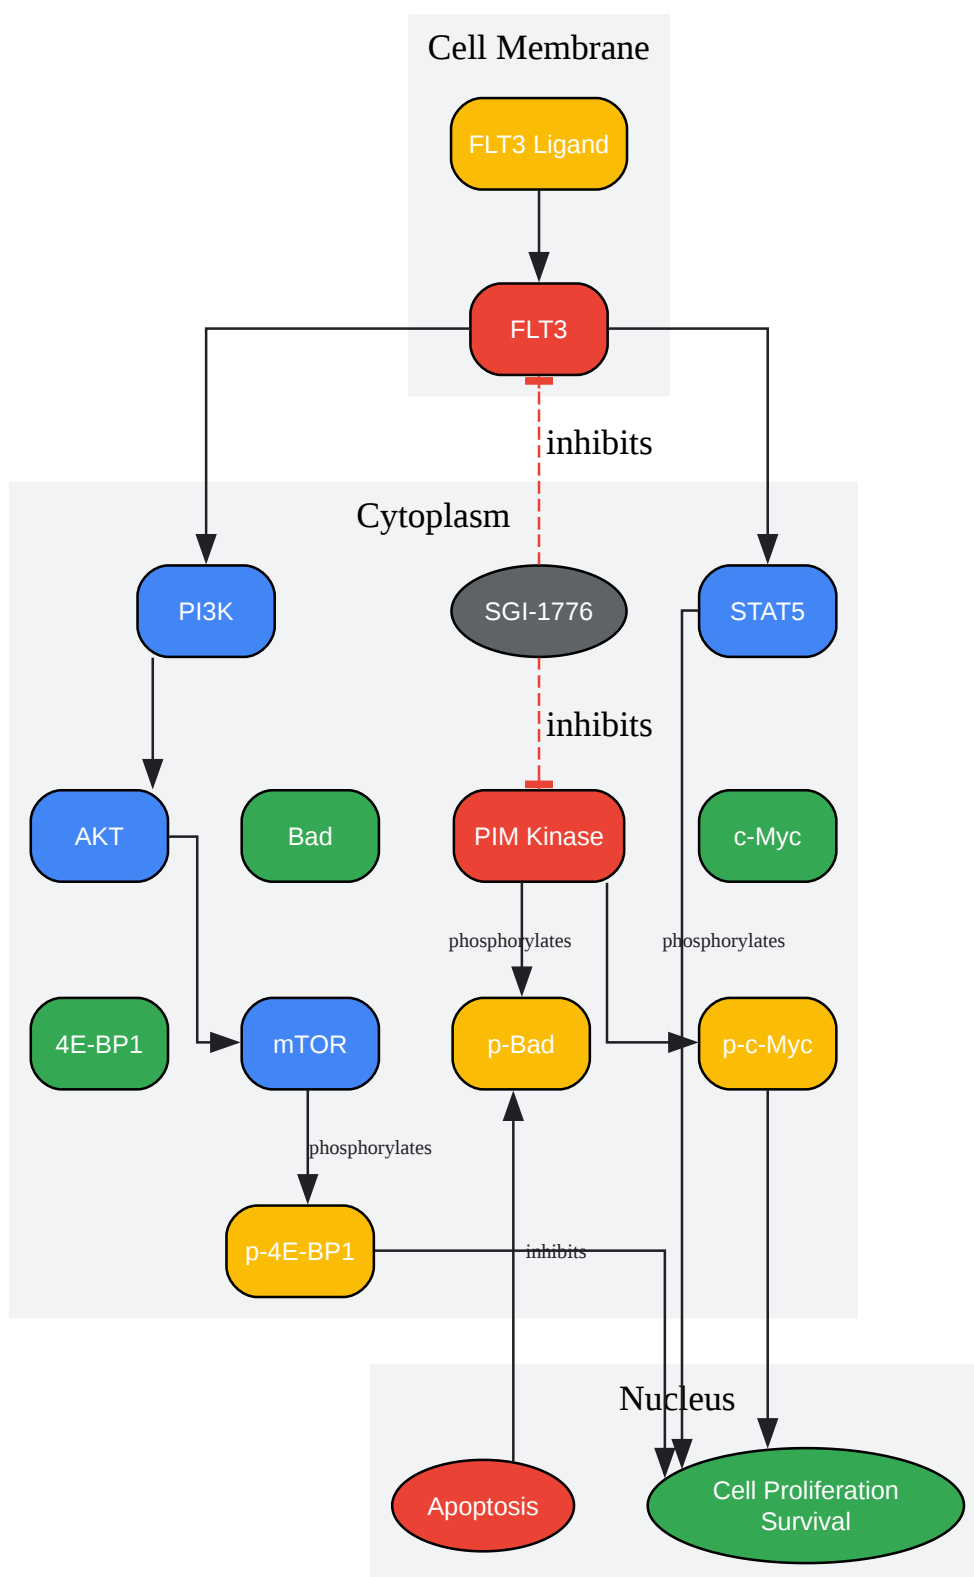 Cell Membrane
FLT3 Ligand
FLT3
inhibits
Cytoplasm
PI3K
SGI-1776
STAT5
inhibits
AKT
Bad
PIM Kinase
c-Myc
phosphorylates
phosphorylates
4E-BP1
mTOR
p-Bad
p-c-Myc
phosphorylates
p-4E-BP1
inhibits
Nucleus
Apoptosis
Cell Proliferation
Survival